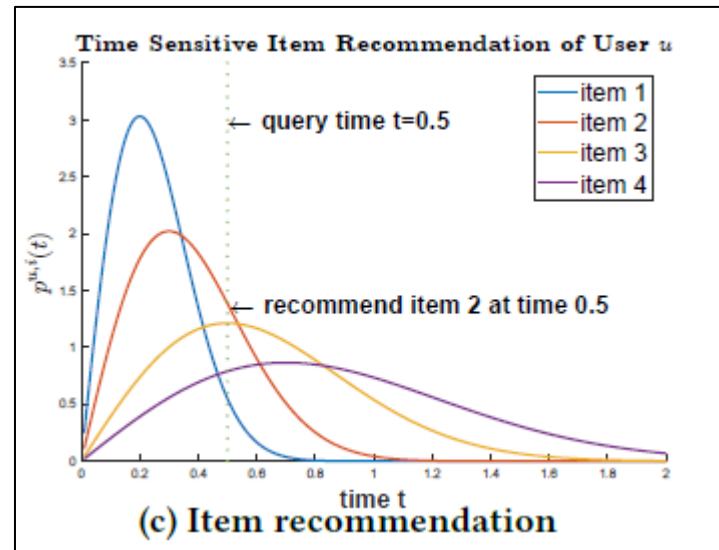 Time Sensitive Item Recommendation of User u
3.5
3
2.5
2
1.5
1
0.5
0
p^{u,i}(t)
← query time t=0.5
← recommend item 2 at time 0.5
item 1
item 2
item 3
item 4
0 0.2 0.4 0.6 0.8 1 1.2 1.4 1.6 1.8 2
time t
(c) Item recommendation